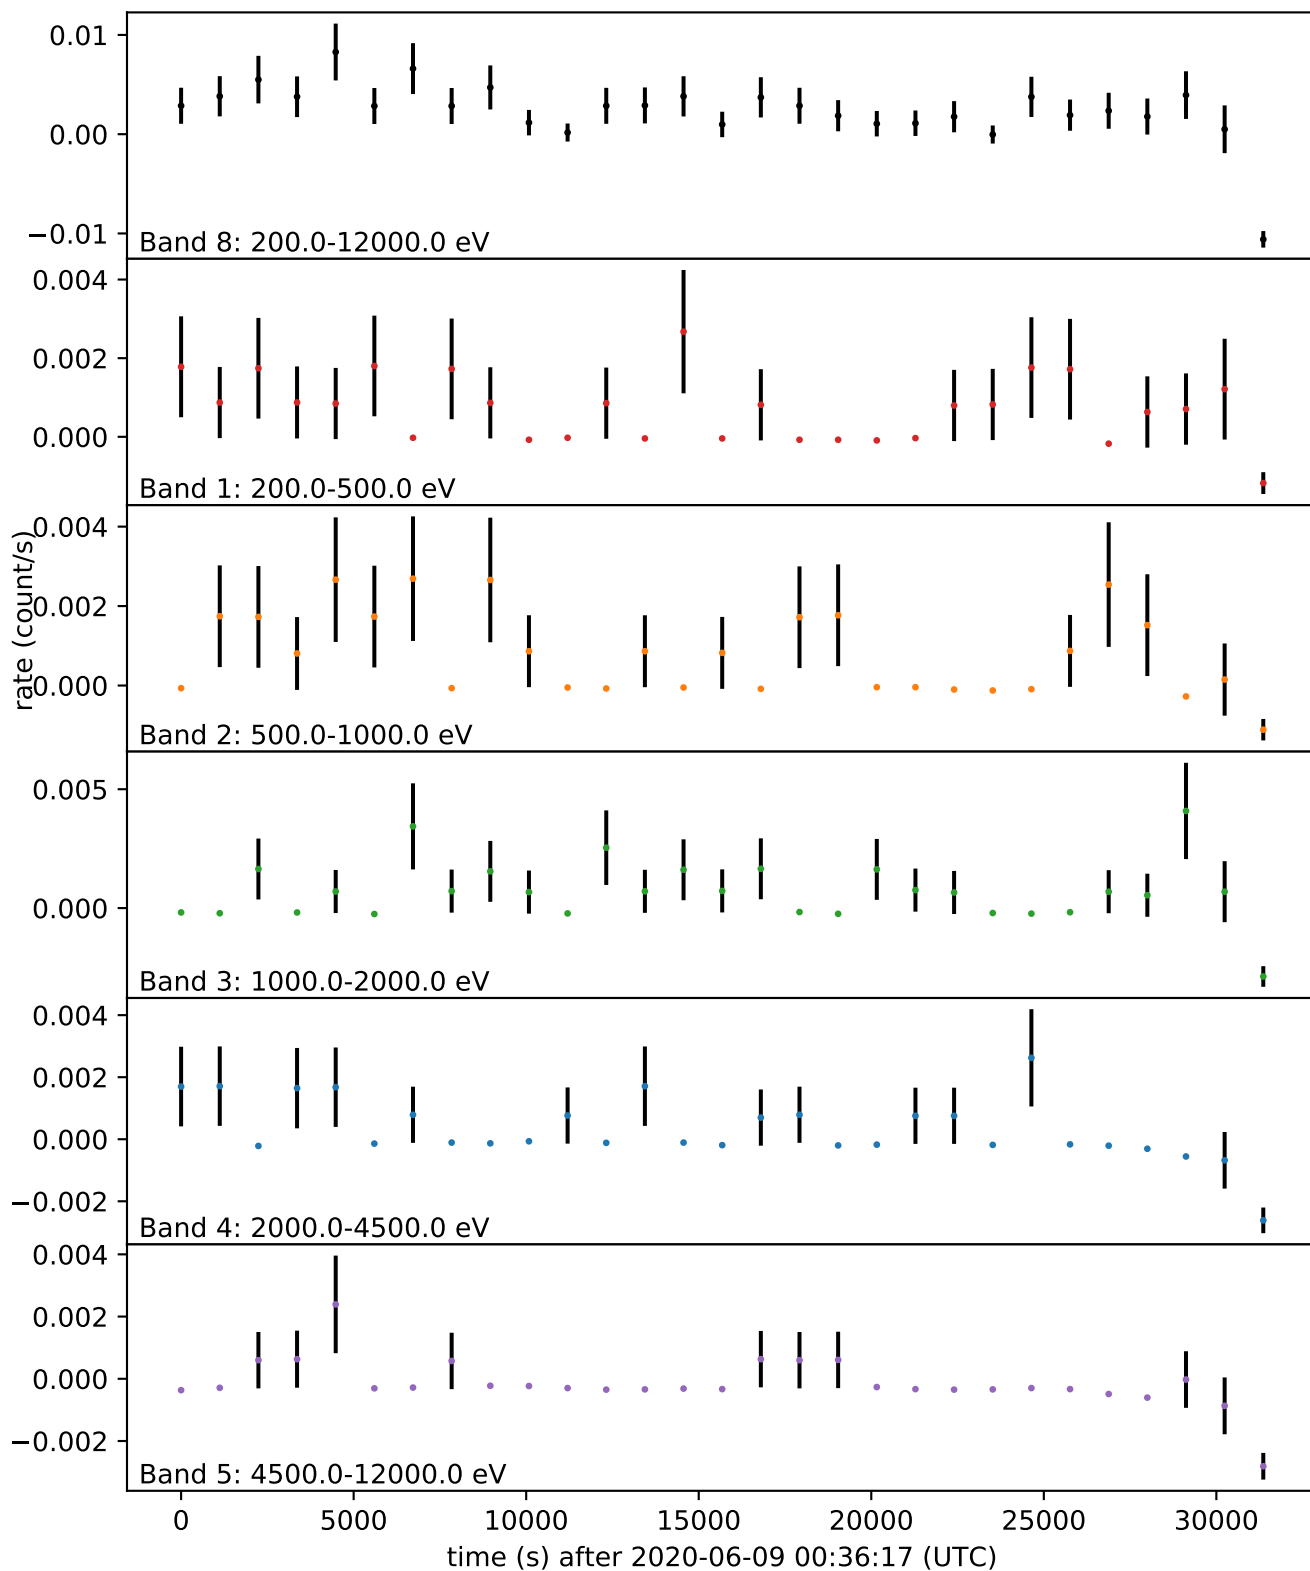 0.01
0.00
−0.01
Band 8: 200.0-12000.0 eV
0.004
0.002
0.000
Band 1: 200.0-500.0 eV
rate (count/s)
0.004
0.002
0.000
Band 2: 500.0-1000.0 eV
0.005
0.000
Band 3: 1000.0-2000.0 eV
0.004
0.002
0.000
−0.002
Band 4: 2000.0-4500.0 eV
0.004
0.002
0.000
−0.002
Band 5: 4500.0-12000.0 eV
0 5000 10000 15000 20000 25000 30000
time (s) after 2020-06-09 00:36:17 (UTC)